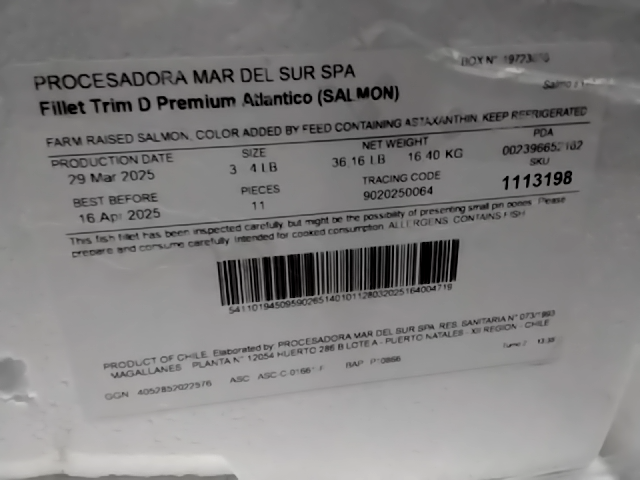 BOX N°
PROCESADORA MAR DEL SUR SPA
Fillet Trim D Premium Atlantico (SALMON)
FARM RAISED SALMON, COLOR ADDED BY FEED CONTAINING ASTAXANTHIN. KEEP REFRIGERATED
PRODUCTION DATE SIZE NET WEIGHT PDA
29 Mar 2025 3 4 LB 36.16 LB 16.40 KG
BEST BEFORE PIECES TRACING CODE SKU
16 Apr 2025 11 9020250064 1113198
This fish fillet has been inspected carefully, but might be the possibility of presenting small pin bones. Please
prepare and consume carefully. Intended for cooked consumption. ALLERGENS: CONTAINS FISH
PRODUCT OF CHILE. Elaborated by: PROCESADORA MAR DEL SUR SPA. RES. SANITARIA N°
MAGALLANES PLANTA N° 12054 HUERTO 286 B LOTE A - PUERTO NATALES - XII REGION - CHILE
GGN 4052852022576 ASC BAP